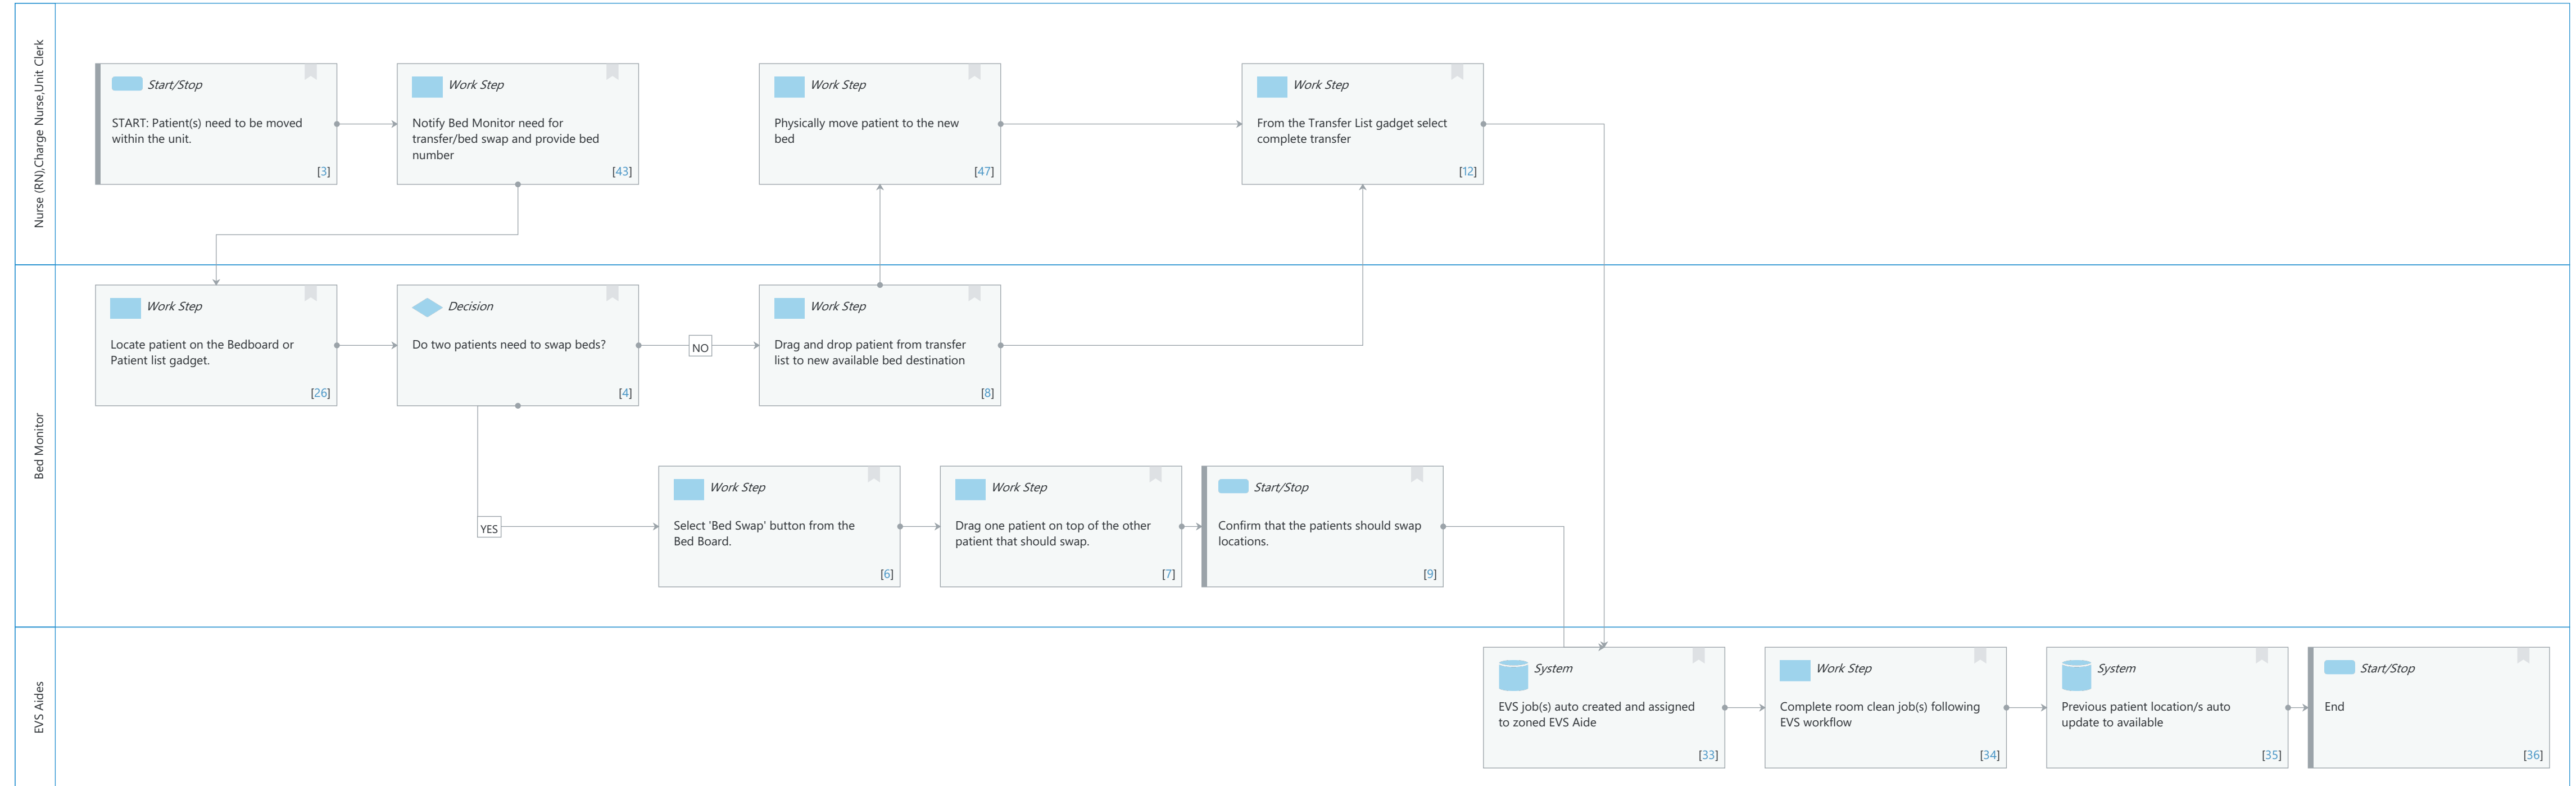 Nurse (RN),Charge Nurse,Unit Clerk
Start/Stop
START: Patient(s) need to be moved
within the unit.
[3]
Work Step
Notify Bed Monitor need for
transfer/bed swap and provide bed
number
[43]
Work Step
Physically move patient to the new
bed
[47]
Work Step
From the Transfer List gadget select
complete transfer
[12]
Bed Monitor
Work Step
Locate patient on the Bedboard or
Patient list gadget.
[26]
Decision
Do two patients need to swap beds?
[4]
NO
Work Step
Drag and drop patient from transfer
list to new available bed destination
[8]
YES
Work Step
Select 'Bed Swap' button from the
Bed Board.
[6]
Work Step
Drag one patient on top of the other
patient that should swap.
[7]
Start/Stop
Confirm that the patients should swap
locations.
[9]
EVS Aides
System
EVS job(s) auto created and assigned
to zoned EVS Aide
[33]
Work Step
Complete room clean job(s) following
EVS workflow
[34]
System
Previous patient location/s auto
update to available
[35]
Start/Stop
End
[36]